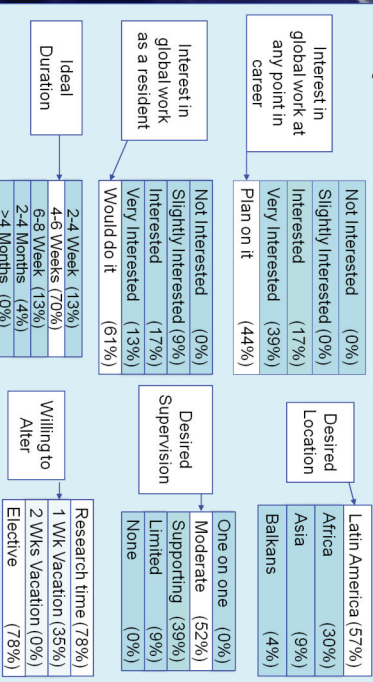 Interest in
global work at
any point in
career
Not Interested (0%)
Slightly Interested (0%)
Interested (17%)
Very Interested (39%)
Plan on it (44%)
Interest in
global work
as a resident
Not Interested (0%)
Slightly Interested (9%)
Interested (17%)
Very Interested (13%)
Would do it (61%)
Ideal
Duration
2-4 Week (13%)
4-6 Weeks (70%)
6-8 Week (13%)
2-4 Months (4%)
>4 Months (0%)
Desired
Location
Latin America (57%)
Africa (30%)
Asia (9%)
Balkans (4%)
Desired
Supervision
One on one (0%)
Moderate (52%)
Supporting (39%)
Limited (9%)
None (0%)
Willing to
Alter
Research time (78%)
1 Wk Vacation (35%)
2 Wks Vacation (0%)
Elective (78%)